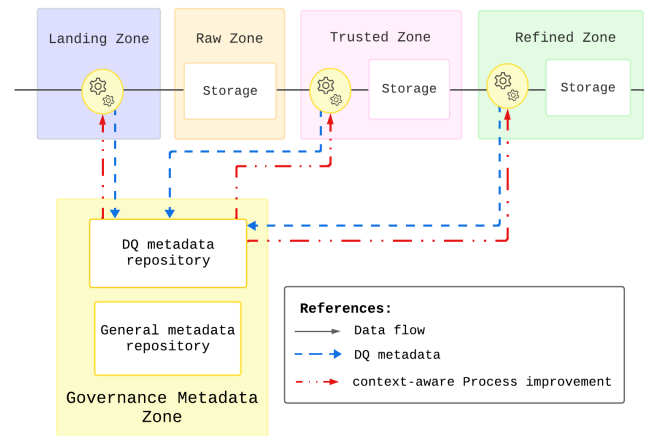 Landing Zone
Raw Zone
Trusted Zone
Refined Zone
Storage
Storage
Storage
DQ metadata
repository
General metadata
repository
Governance Metadata
Zone
References:
Data flow
DQ metadata
context-aware Process improvement